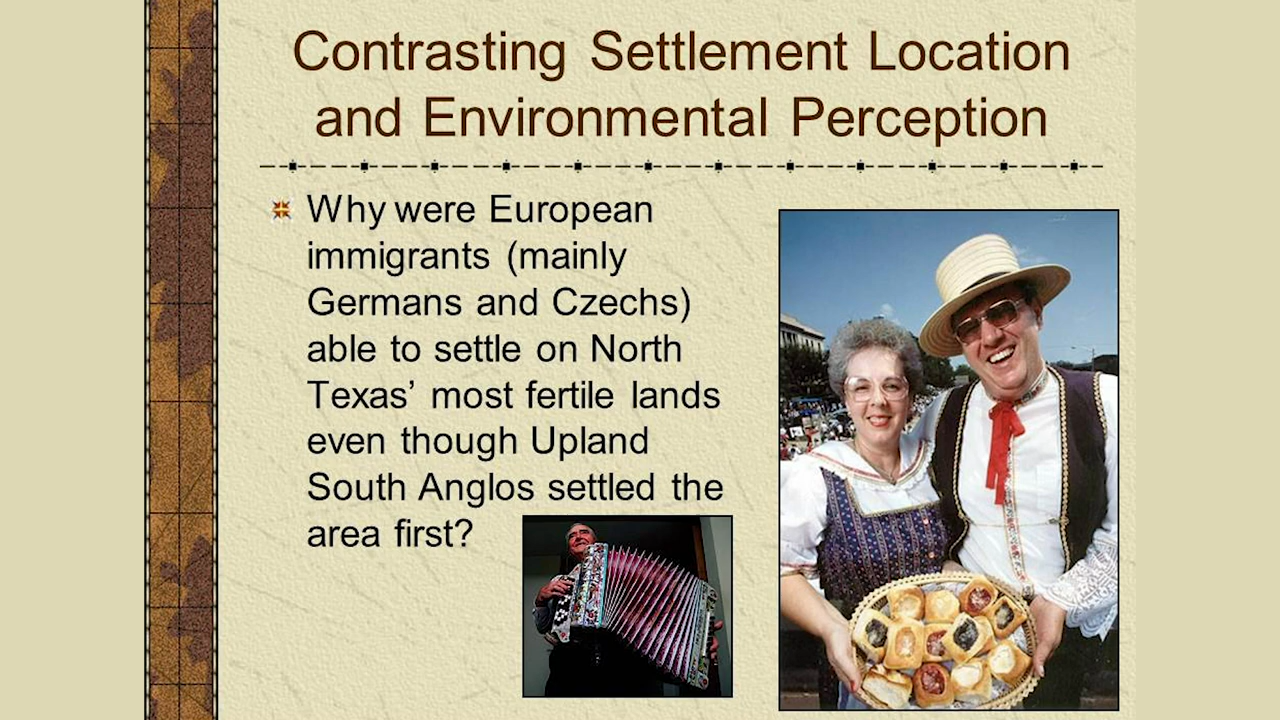 Contrasting Settlement Location
and Environmental Perception
Why were European
immigrants (mainly
Germans and Czechs)
able to settle on North
Texas’ most fertile lands
even though Upland
South Anglos settled the
area first?